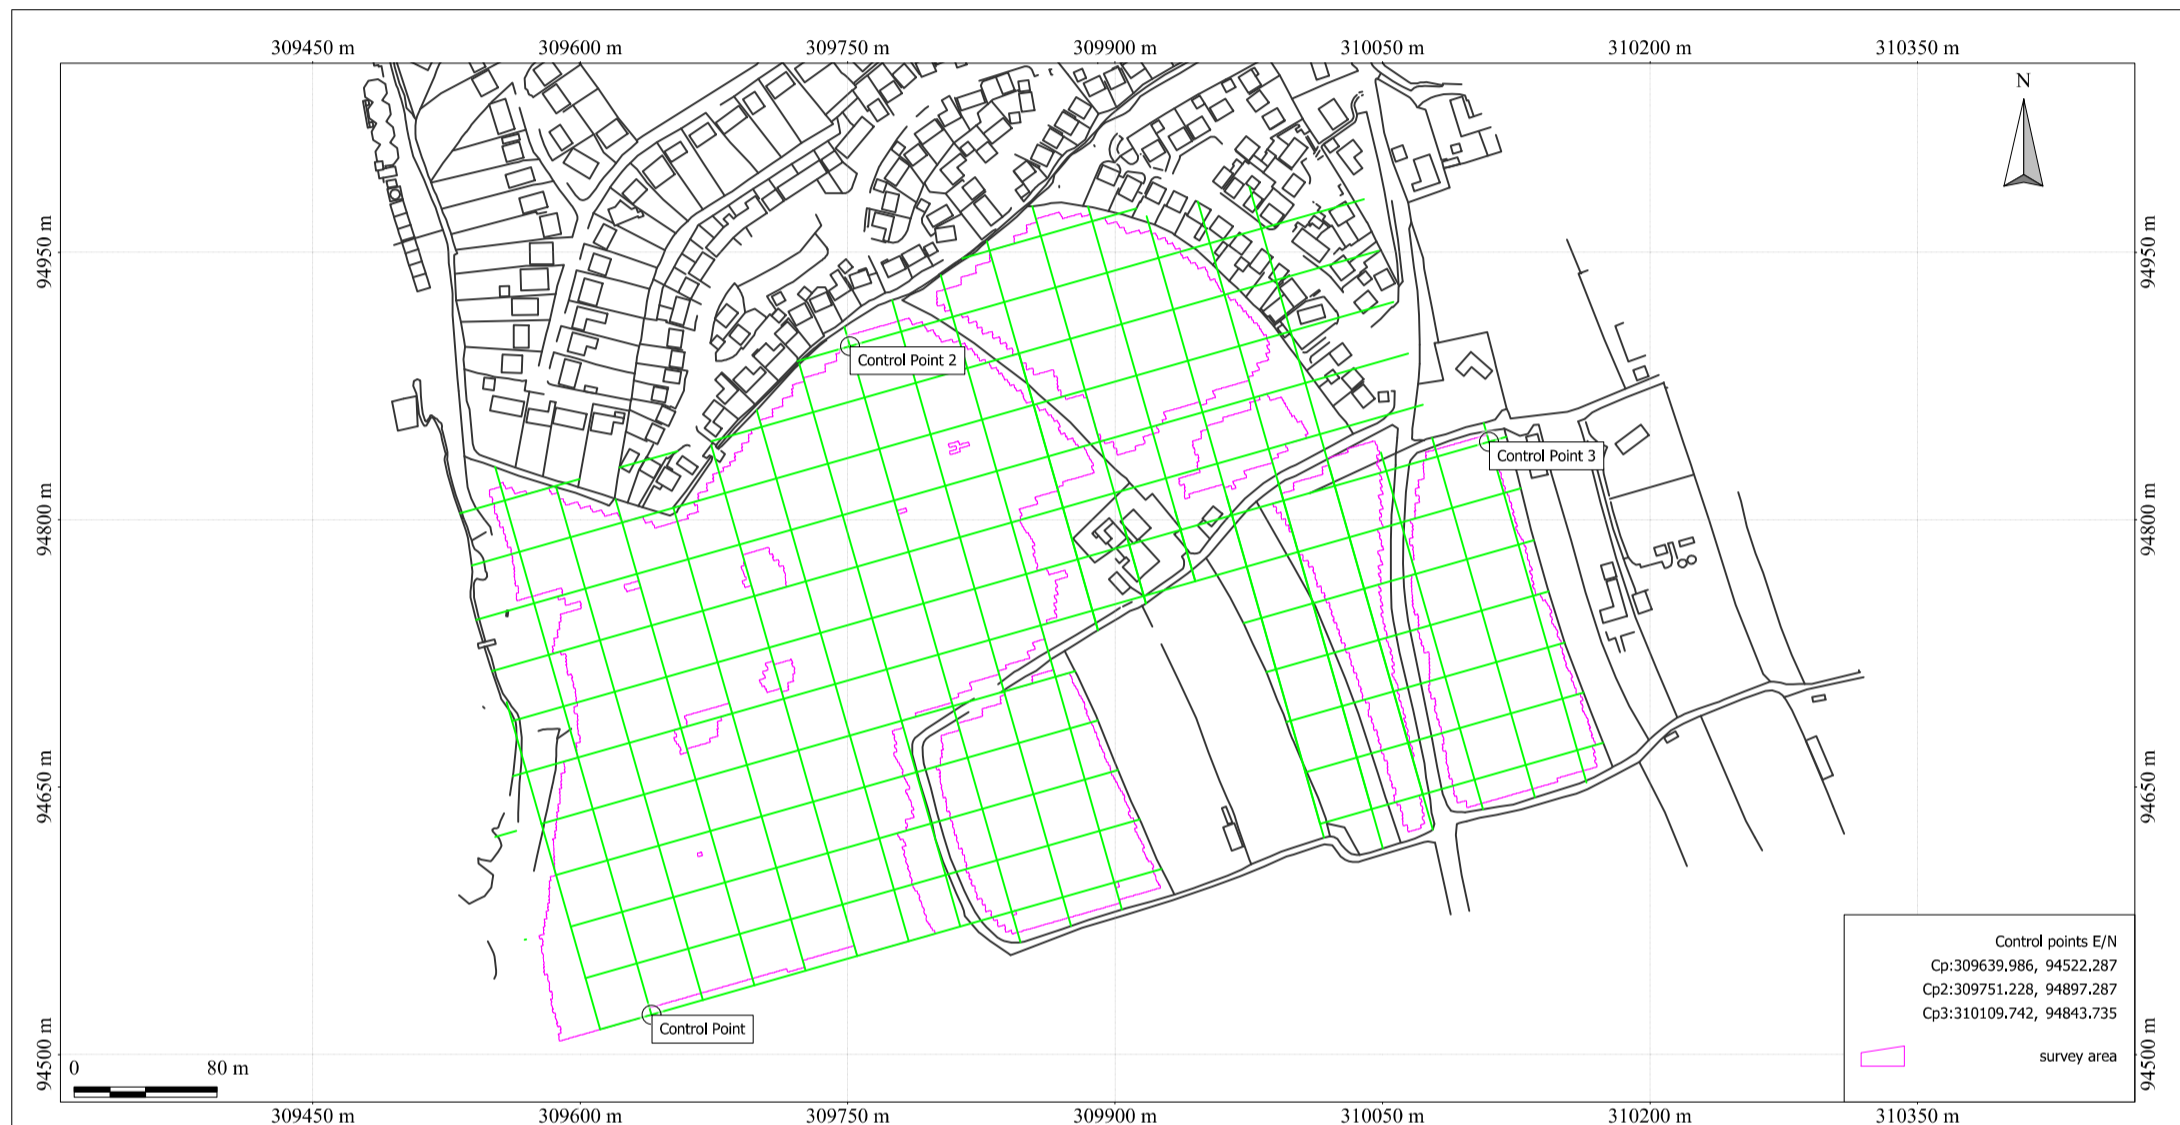 309450 m 309600 m 309750 m 309900 m 310050 m 310200 m 310350 m
N
94950 m 94950 m
Control Point 2
Control Point 3
94800 m 94800 m
94650 m 94650 m
Control Point
94500 m 94500 m
Control points E/N
Cp:309639.986, 94522.287
Cp2:309751.228, 94897.287
Cp3:310109.742, 94843.735
survey area
0 80 m
309450 m 309600 m 309750 m 309900 m 310050 m 310200 m 310350 m